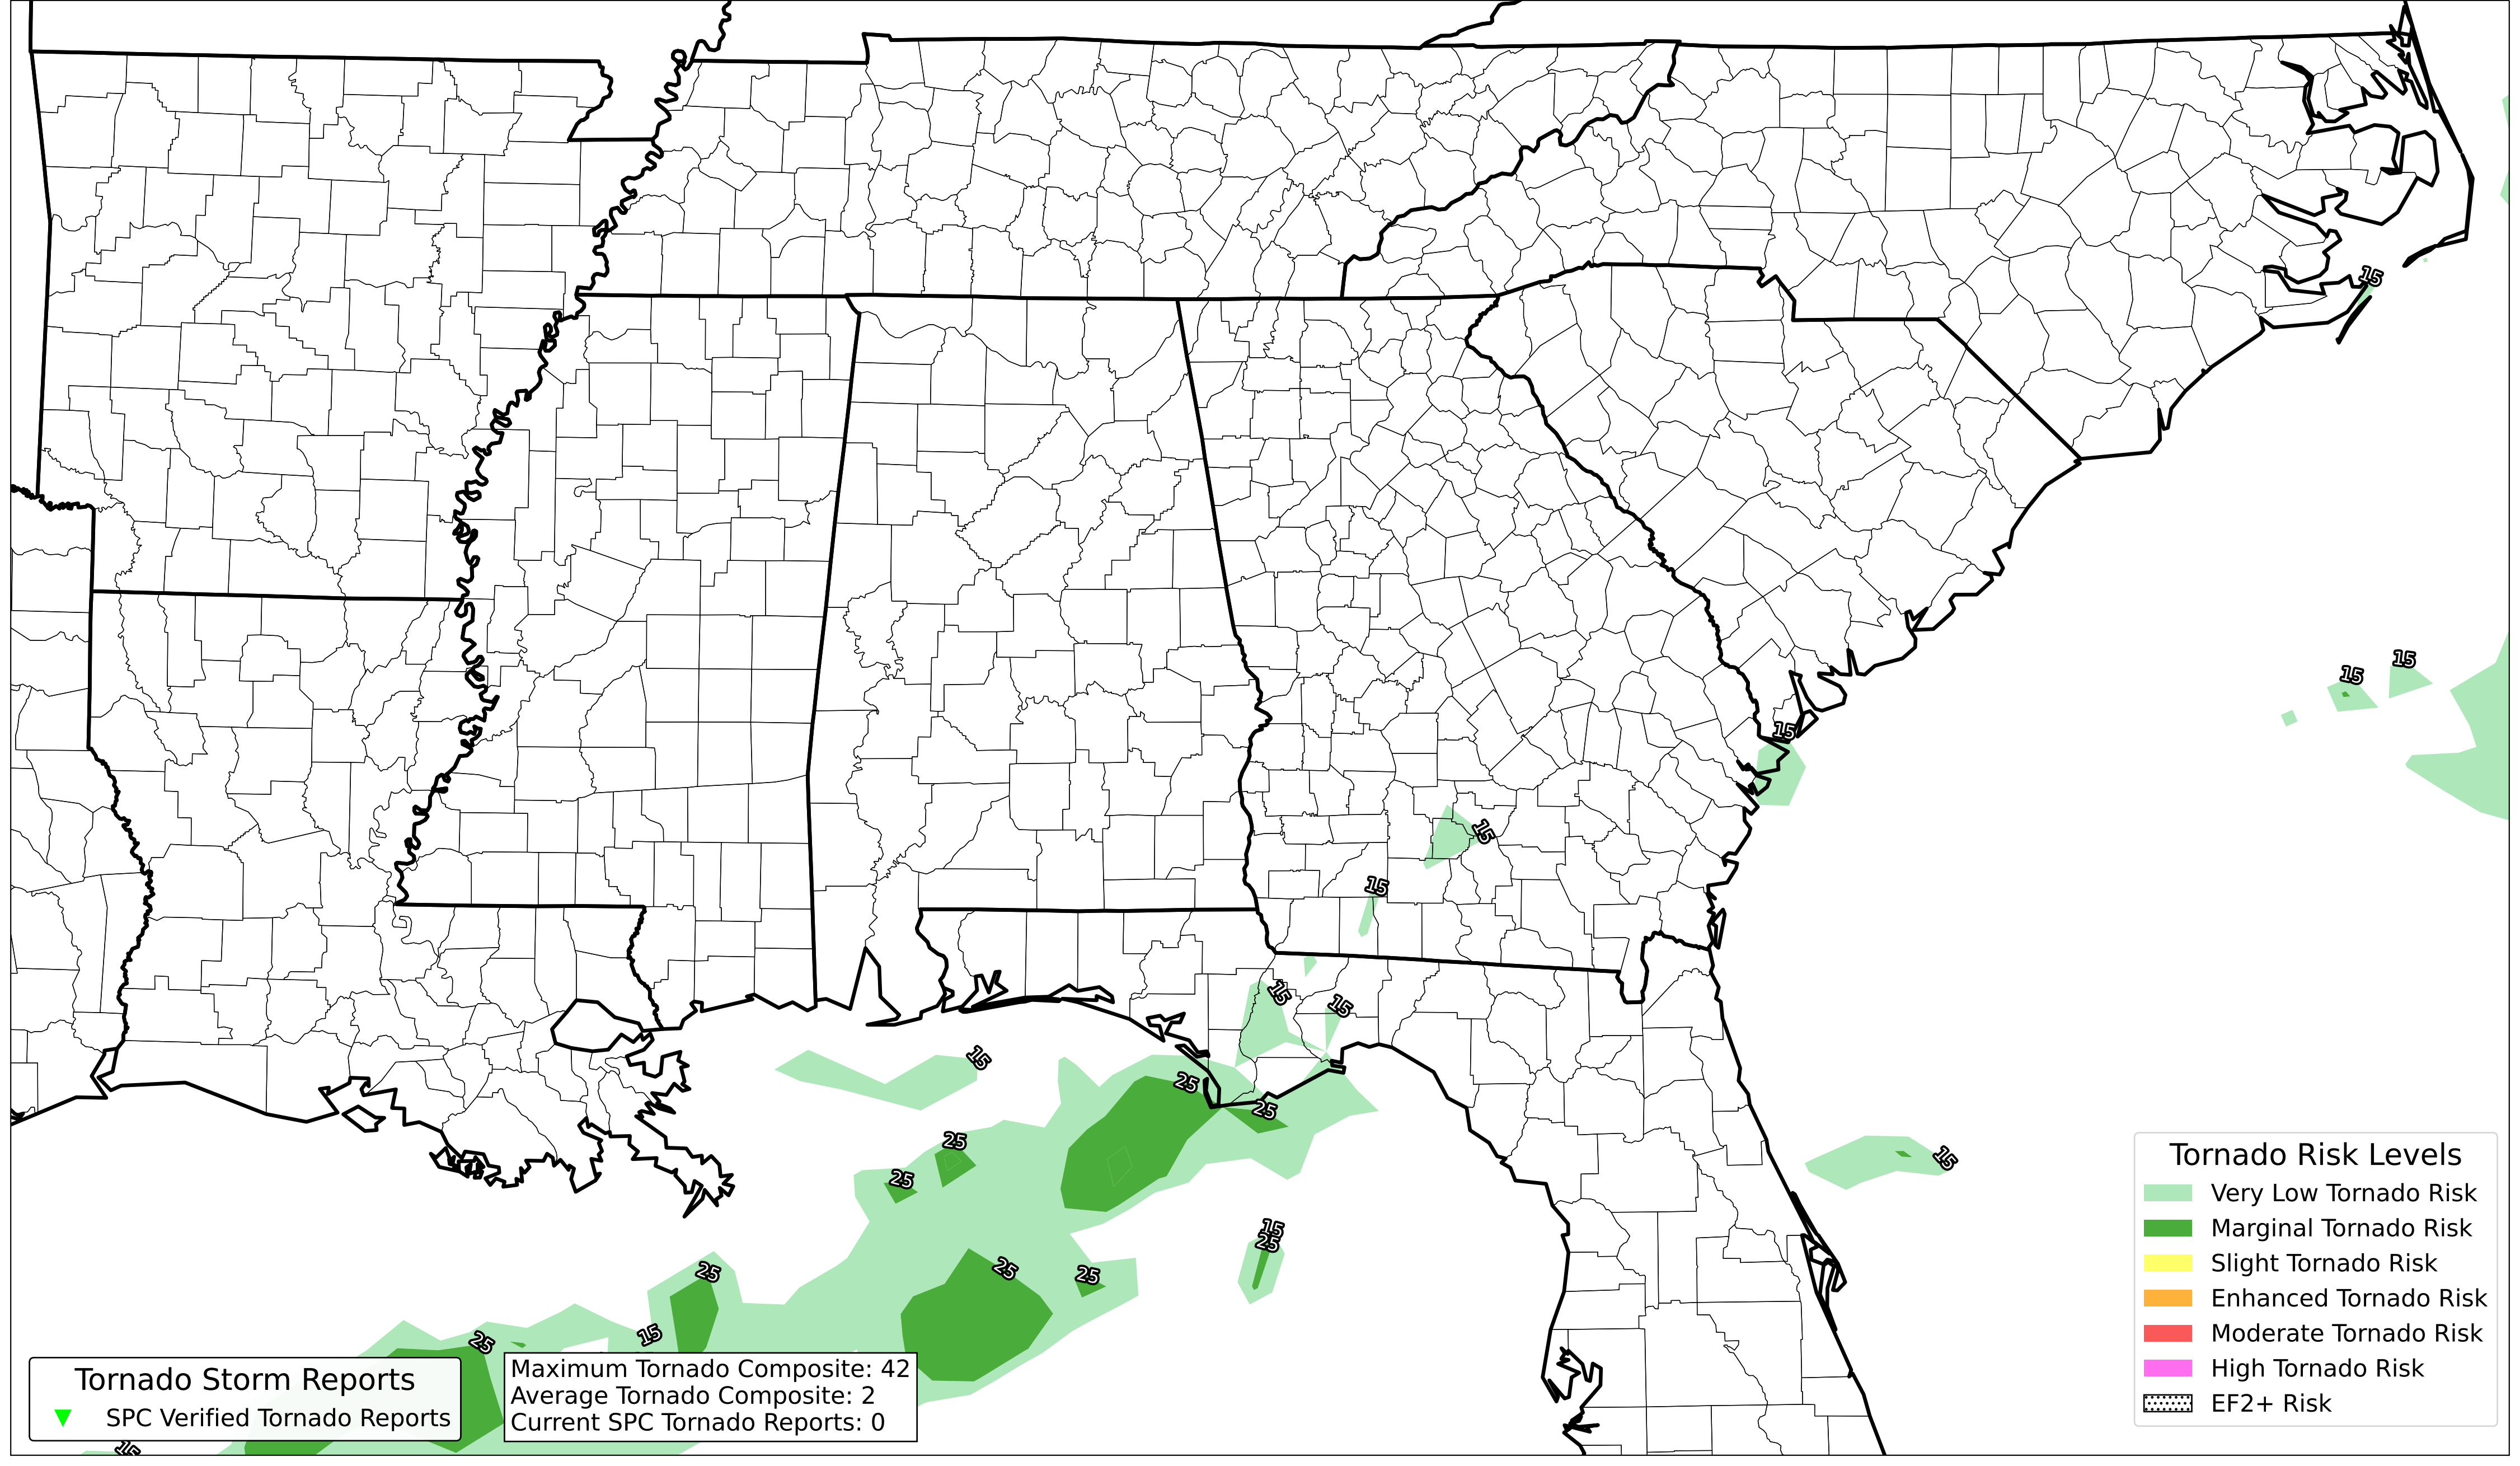 15
15
15
15
15
15
15
15
15
25
25
25
25
15
25
25
25
25
15
25
15
15
Tornado Storm Reports
SPC Verified Tornado Reports
Maximum Tornado Composite: 42
Average Tornado Composite: 2
Current SPC Tornado Reports: 0
Tornado Risk Levels
Very Low Tornado Risk
Marginal Tornado Risk
Slight Tornado Risk
Enhanced Tornado Risk
Moderate Tornado Risk
High Tornado Risk
EF2+ Risk